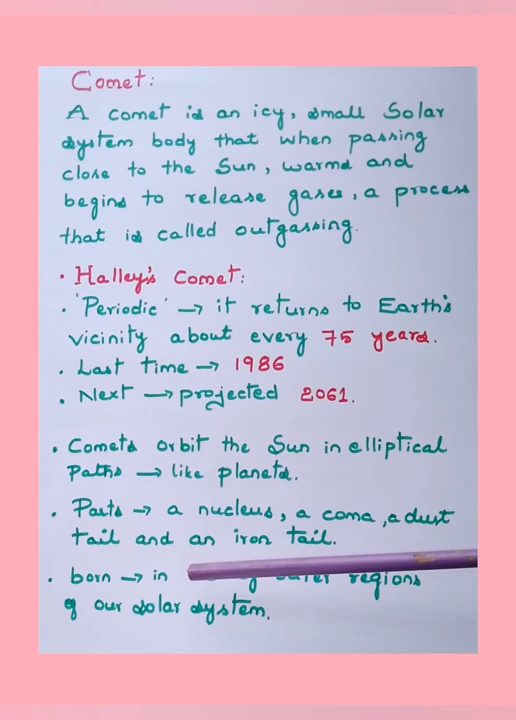 Comet:
A comet is an icy, small Solar
system body that when passing
close to the Sun, warms and
begins to release gases, a process
that is called outgassing.
· Halley's Comet:
· 'Periodic' → it returns to Earth's
vicinity about every 75 years.
· Last time → 1986
· Next → projected 2061.
· Comets orbit the Sun in elliptical
Paths → like planets.
· Parts → a nucleus, a coma, a dust
tail and an iron tail.
· born → in outer regions
of our solar system.